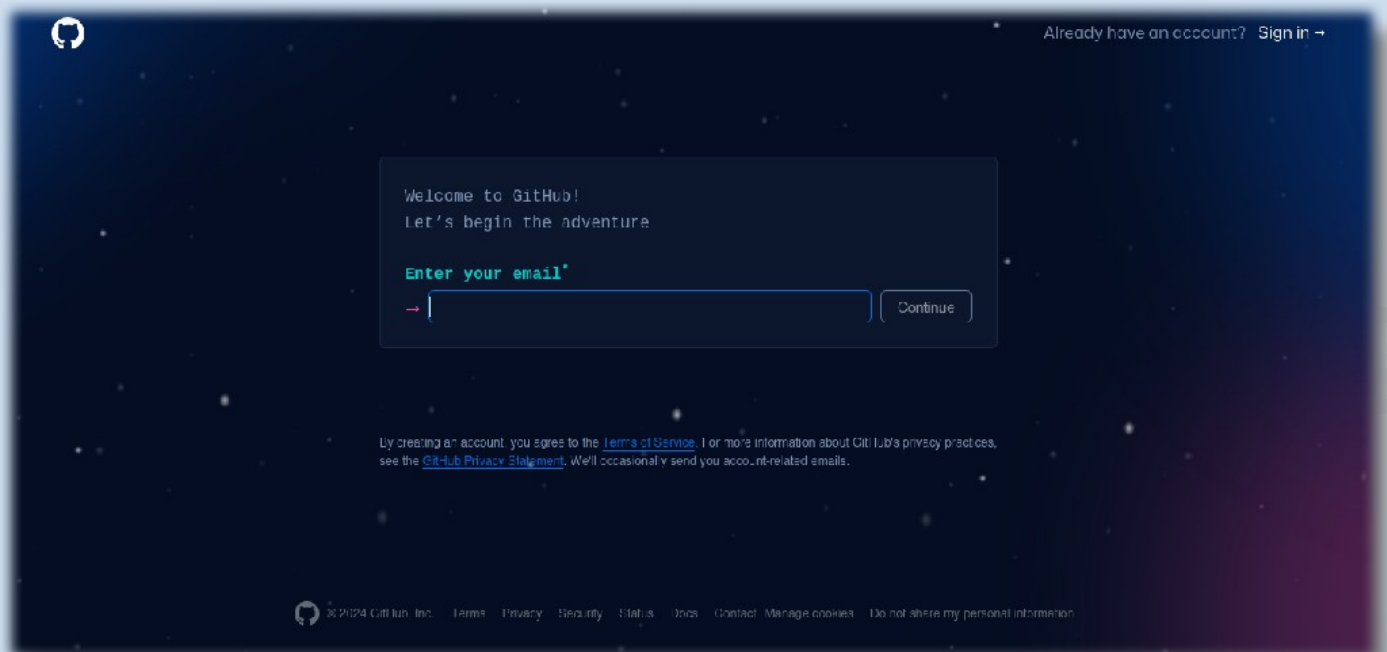 Already have an account? Sign in →
Welcome to GitHub!
Let's begin the adventure
Enter your email*
→
Continue
By creating an account, you agree to the Terms of Service. For more information about GitHub's privacy practices,
see the GitHub Privacy Statement. We'll occasionally send you account-related emails.
© 2024 GitHub, Inc. Terms Privacy Security Status Docs Contact Manage cookies Do not share my personal information